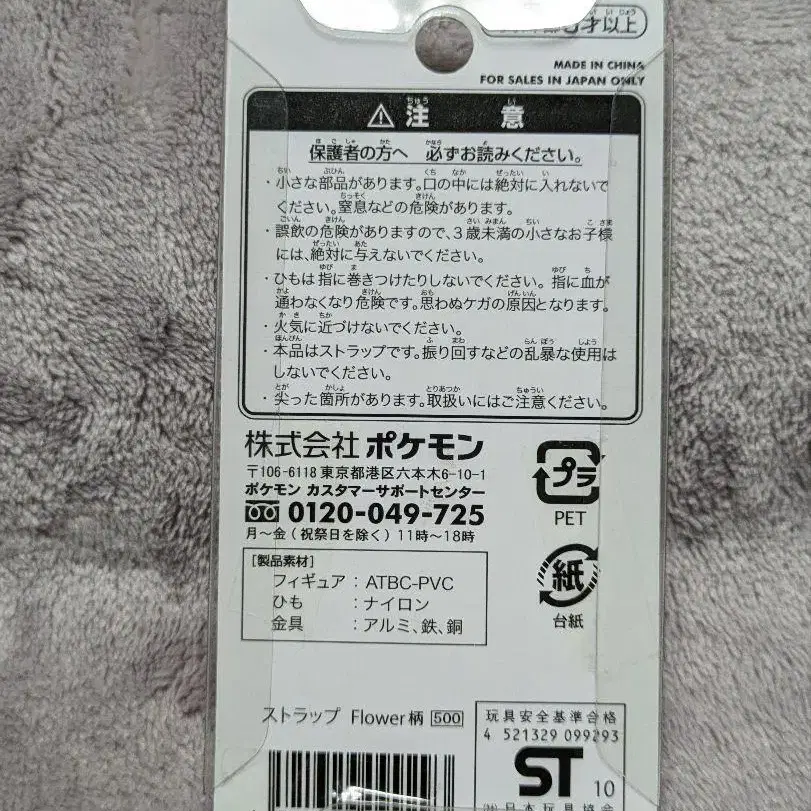 才以上
MADE IN CHINA
FOR SALES IN JAPAN ONLY
⚠注意
保護者の方へ 必ずお読みください。
・小さな部品があります。口の中には絶対に入れないで
ください。窒息などの危険があります。
・誤飲の危険がありますので、3歳未満の小さなお子様
には、絶対に与えないでください。
・ひもは指に巻きつけたりしないでください。指に血が
通わなくなり危険です。思わぬケガの原因となります。
・火気に近づけないでください。
・本品はストラップです。振り回すなどの乱暴な使用は
しないでください。
・尖った箇所があります。取扱いにはご注意ください。
株式会社 ポケモン
〒106-6118 東京都港区六本木6-10-1
ポケモン カスタマーサポートセンター
0120-049-725
月～金(祝祭日を除く)11時～18時
プラ
PET
紙
台紙
[製品素材]
フィギュア:ATBC-PVC
ひも :ナイロン
金具 :アルミ、鉄、銅
ストラップ Flower柄 500
玩具安全基準合格
4 521329 099293
ST 10
日本玩具協会